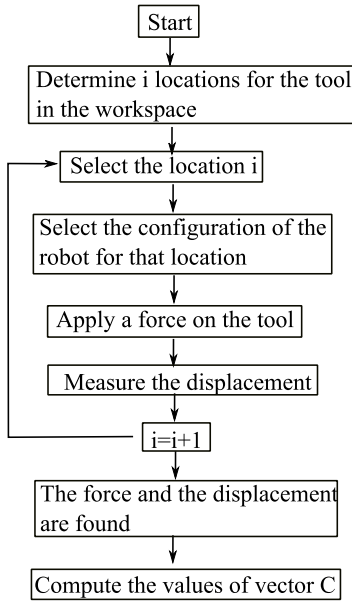 Start
Determine i locations for the tool
in the workspace
Select the location i
Select the configuration of the
robot for that location
Apply a force on the tool
Measure the displacement
i=i+1
The force and the displacement
are found
Compute the values of vector C